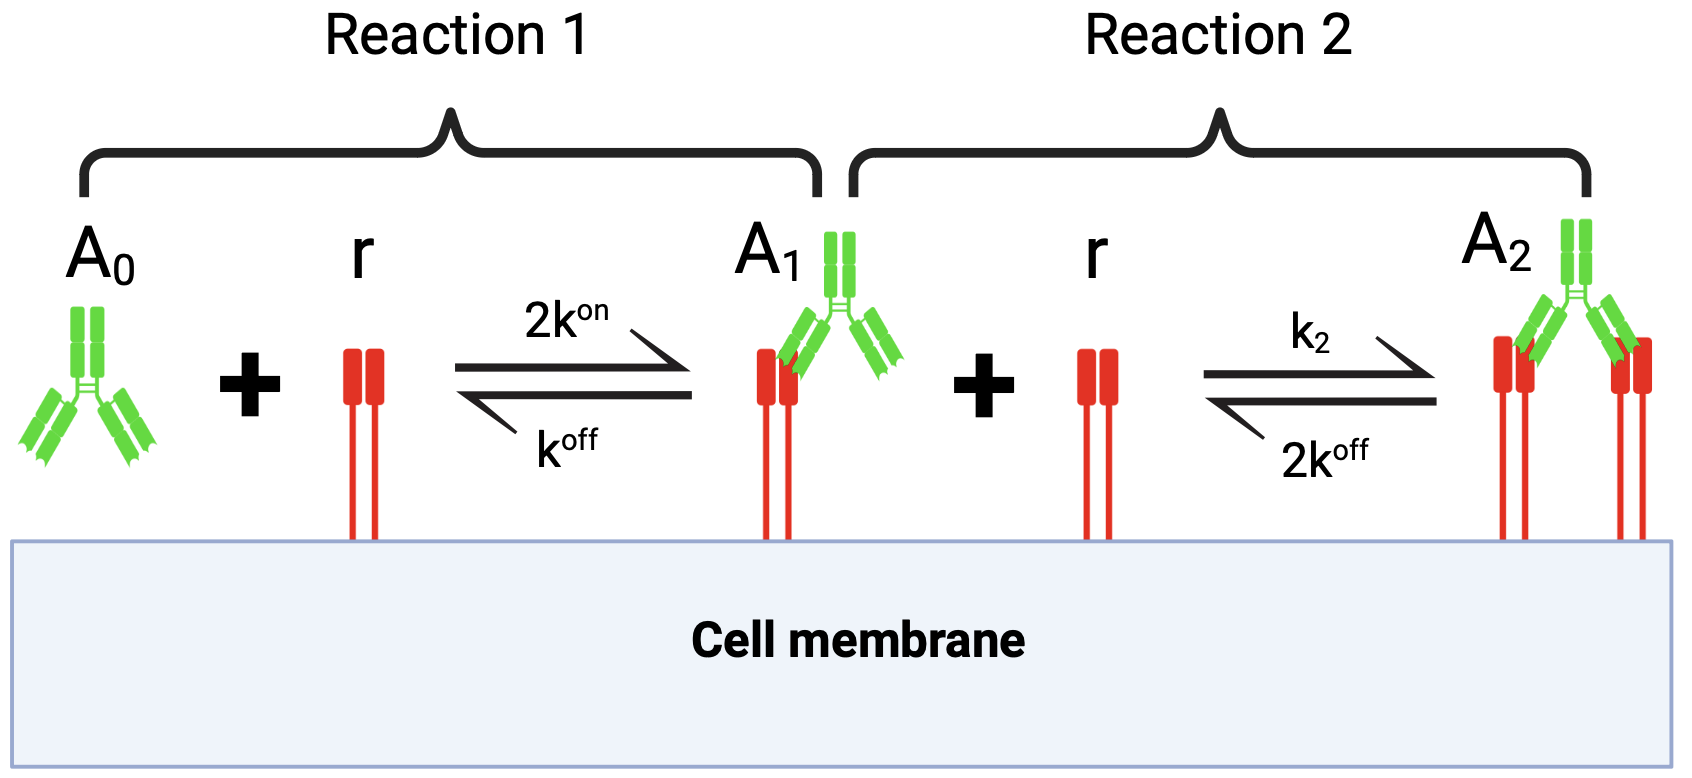 Reaction 1
Reaction 2
A₀
r
2kᵒⁿ
kᵒᶠᶠ
A₁
r
k₂
2kᵒᶠᶠ
A₂
Cell membrane